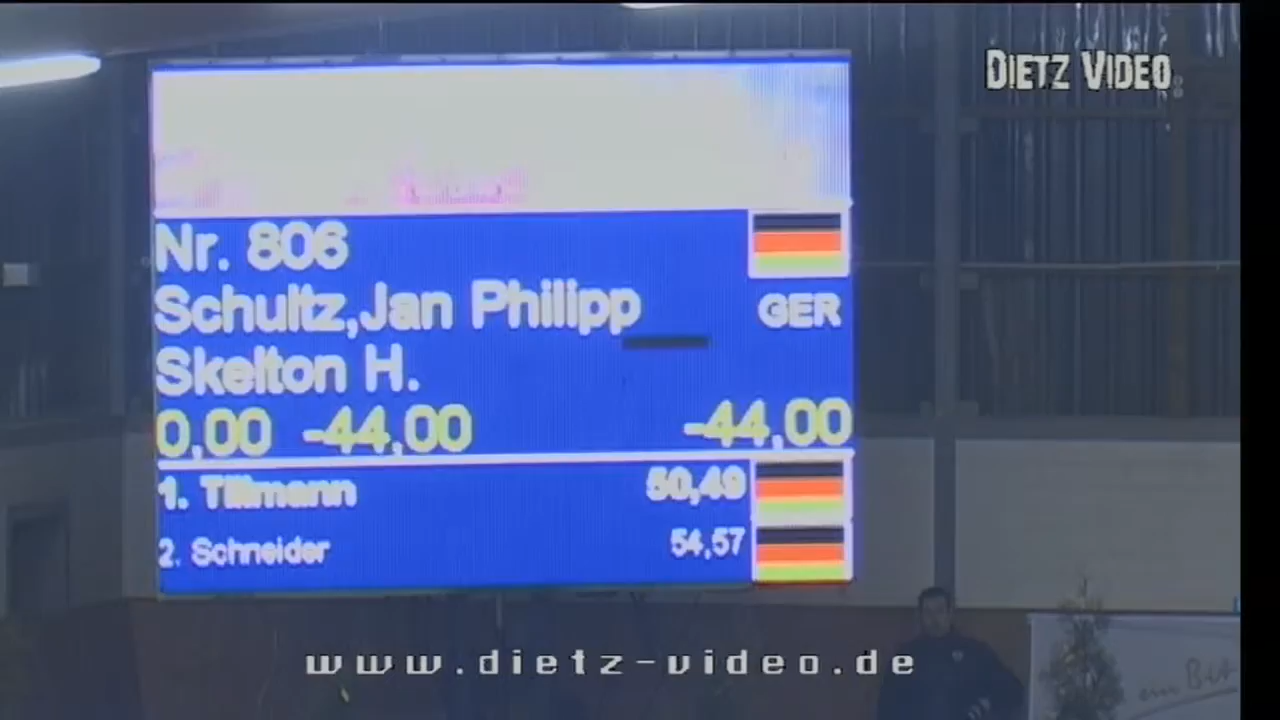 DIETZ VIDEO
Nr. 806
Schultz,Jan Philipp GER
Skelton H.
0,00 -44,00 -44,00
1. Tillmann 50,49
2. Schneider 54,57
www.dietz-video.de